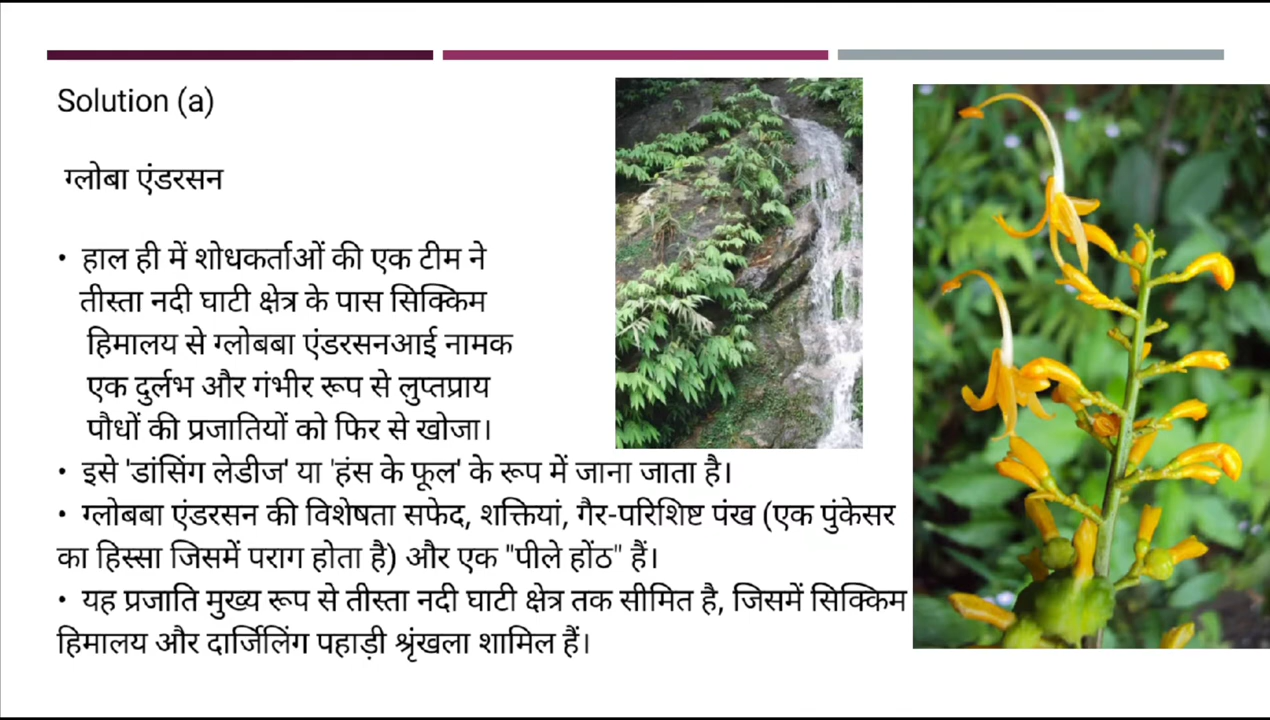 Solution (a)
ग्लोबा एंडरसन
• हाल ही में शोधकर्ताओं की एक टीम ने
तीस्ता नदी घाटी क्षेत्र के पास सिक्किम
हिमालय से ग्लोबबा एंडरसनआई नामक
एक दुर्लभ और गंभीर रूप से लुप्तप्राय
पौधों की प्रजातियों को फिर से खोजा।
• इसे 'डांसिंग लेडीज' या 'हंस के फूल' के रूप में जाना जाता है।
• ग्लोबबा एंडरसन की विशेषता सफेद, शक्तियां, गैर-परिशिष्ट पंख (एक पुंकेसर
का हिस्सा जिसमें पराग होता है) और एक "पीले होंठ" हैं।
• यह प्रजाति मुख्य रूप से तीस्ता नदी घाटी क्षेत्र तक सीमित है, जिसमें सिक्किम
हिमालय और दार्जिलिंग पहाड़ी श्रृंखला शामिल हैं।